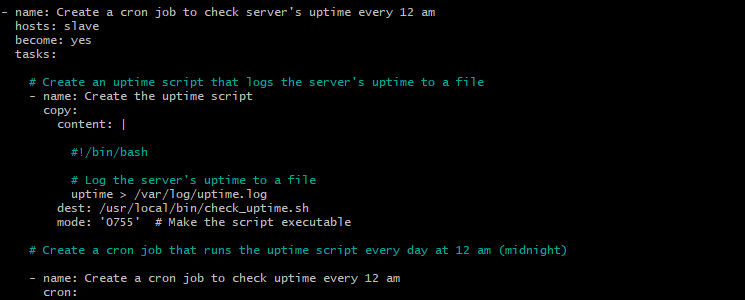 - name: Create a cron job to check server's uptime every 12 am
  hosts: slave
  become: yes
  tasks:

    # Create an uptime script that logs the server's uptime to a file
    - name: Create the uptime script
      copy:
        content: |

          #!/bin/bash

          # Log the server's uptime to a file
          uptime > /var/log/uptime.log
        dest: /usr/local/bin/check_uptime.sh
        mode: '0755'  # Make the script executable

    # Create a cron job that runs the uptime script every day at 12 am (midnight)

    - name: Create a cron job to check uptime every 12 am
      cron: